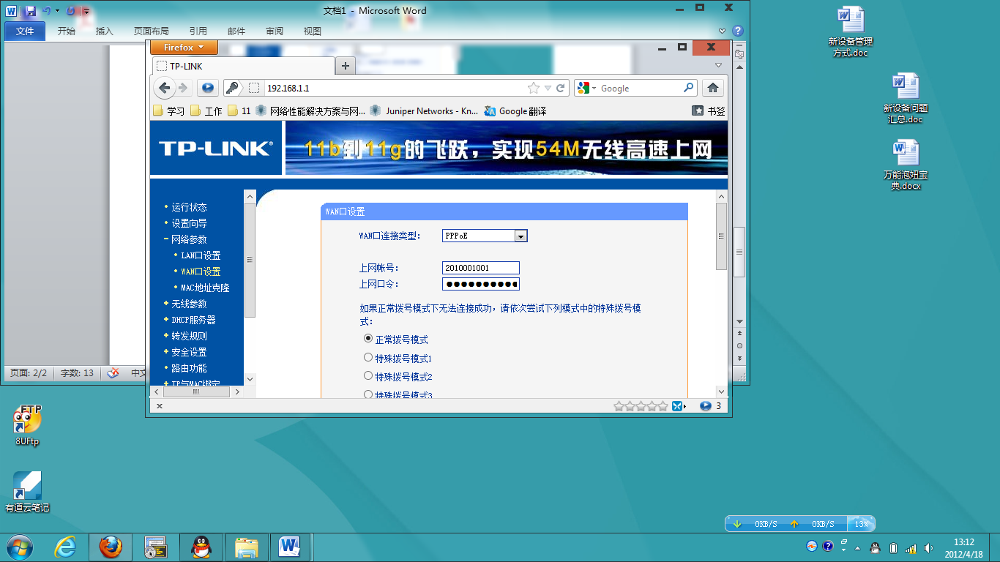 文档1 - Microsoft Word
文件
开始
插入
页面布局
引用
邮件
审阅
视图
Firefox
TP-LINK
192.168.1.1
Google
学习
工作
11
网络性能解决方案与网...
Juniper Networks - Kn...
Google 翻译
书签
TP-LINK®
11b到11g的飞跃，实现54M无线高速上网
运行状态
设置向导
网络参数
LAN口设置
WAN口设置
MAC地址克隆
无线参数
DHCP服务器
转发规则
安全设置
路由功能
IP与MAC绑定
WAN口设置
WAN口连接类型：
PPPoE
上网帐号：
2010001001
上网口令：
●●●●●●●●●●
如果正常拨号模式下无法连接成功，请依次尝试下列模式中的特殊拨号模
式：
正常拨号模式
特殊拨号模式1
特殊拨号模式2
特殊拨号模式3
3
页面: 2/2
字数: 13
中文
新设备管理
方式.doc
新设备问题
汇总.doc
万能泡妞宝
典.docx
FTP
8UFtp
有道云笔记
0KB/S
0KB/S
13%
13:12
2012/4/18